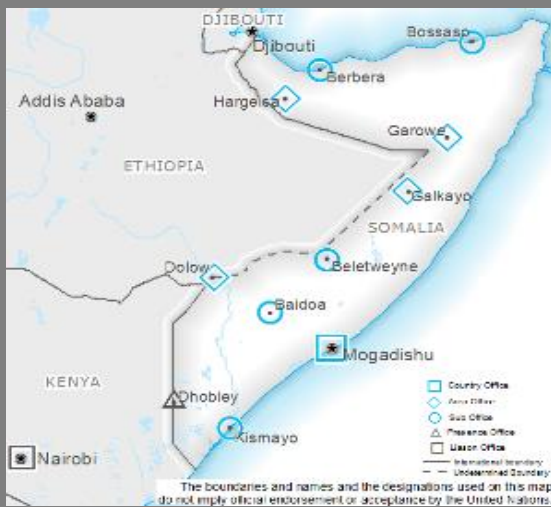 DJIBOUTI
Djibouti
Bossaso
Berbera
Addis Ababa
Hargeisa
Garowe
ETHIOPIA
Galkayo
SOMALIA
Dolow
Beletweyne
Baidoa
Mogadishu
KENYA
Dhobley
Kismayo
Nairobi
Country Office
Area Office
Sub Office
Presence Office
Liason Office
International boundary
Undetermined Boundary
The boundaries and names and the designations used on this map
do not imply official endorsement or acceptance by the United Nations.